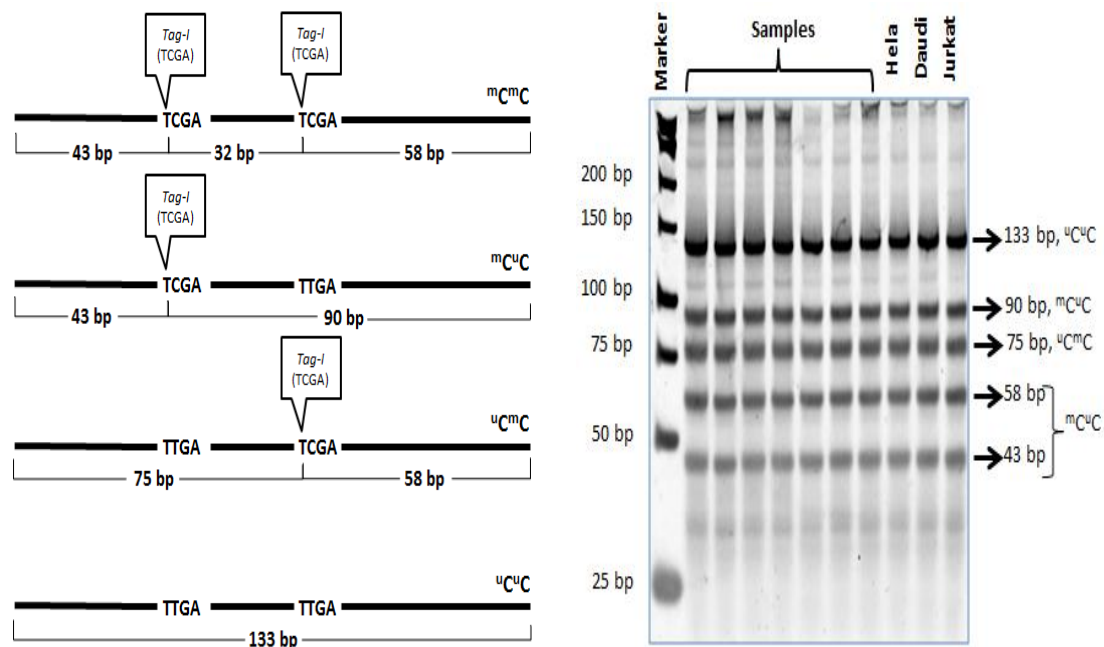 Tag-I
(TCGA)
Tag-I
(TCGA)
mCmC
TCGA
TCGA
43 bp
32 bp
58 bp
Tag-I
(TCGA)
mCuC
TCGA
TTGA
43 bp
90 bp
Tag-I
(TCGA)
uCmC
TTGA
TCGA
75 bp
58 bp
uCuC
TTGA
TTGA
133 bp
Marker
Samples
Hela
Daudi
Jurkat
200 bp
150 bp
100 bp
75 bp
50 bp
25 bp
133 bp, uCuC
90 bp, mCuC
75 bp, uCmC
58 bp
mCuC
43 bp